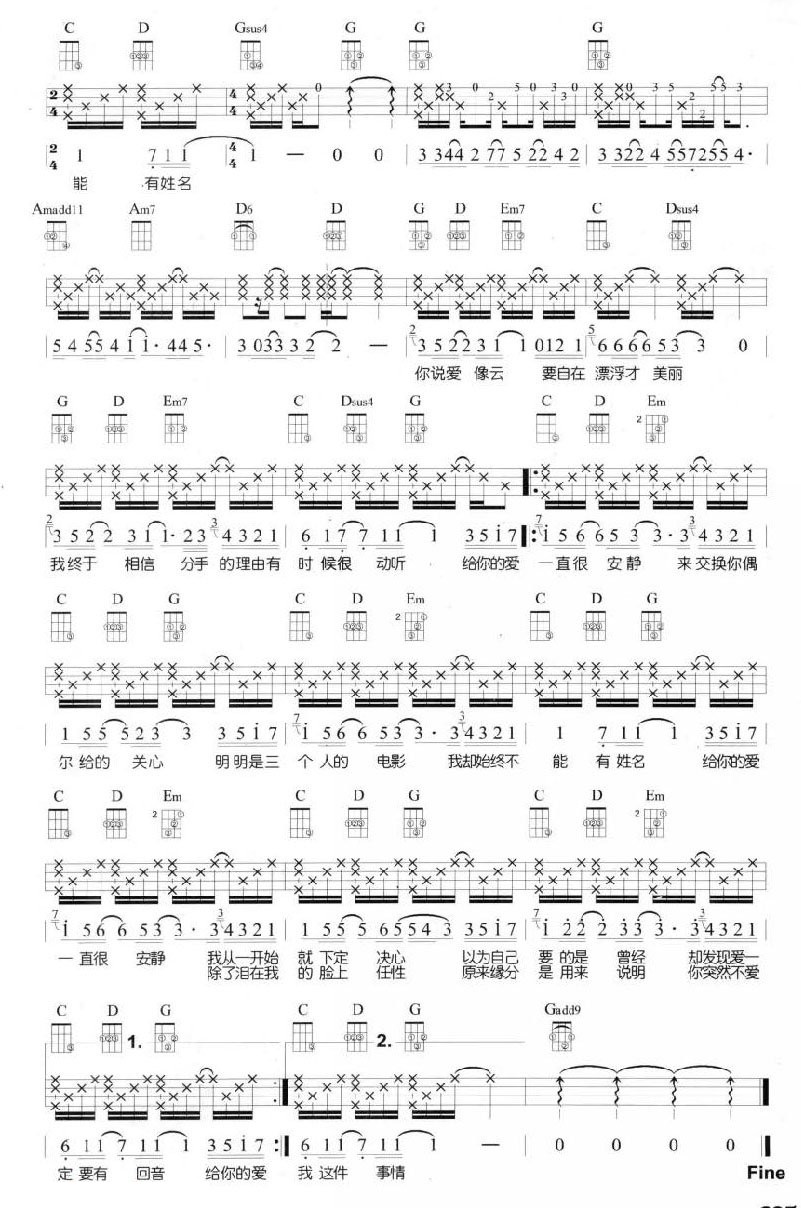 C D Gsus4 G G G
2/4 1 7 1 1 i 4/4 1 — 0 0 3 3 4 4 2 7 7 5 2 2 4 2 3 3 2 2 4 5 5 7 2 5 5 4 ·
能 有姓名
Amadd11 Am7 D5 D G D Em7 C Dsus4
5 4 5 5 4 1 1 · 4 4 5 · 3 0 3 3 3 2 2 — 3 5 2 2 3 1 1 0 1 2 1 6 6 6 6 5 3 3 0
你说爱 像云 要自在 漂浮才 美丽
G D Em7 C Dsus4 G C D Em
3 5 2 2 3 1 1 · 2 3 4 3 2 1 6 1 7 7 1 1 1 3 5 i 7 i 5 6 6 5 3 3 · 3 4 3 2 1
我终于 相信 分手 的理由有 时 候很 动听 给你的爱 一直很 安静 来交换你偶
C D G C D Em C D G
1 5 5 5 2 3 3 3 5 i 7 i 5 6 6 5 3 3 · 3 4 3 2 1 1 7 1 1 1 3 5 i 7
尔 给的 关心 明明是三 个 人的 电影 我却始终不 能 有姓名 给你的爱
C D Em C D G C D Em
i 5 6 6 5 3 3 · 3 4 3 2 1 1 5 5 5 6 5 5 4 3 3 5 i 7 i 2 2 2 3 3 3 · 3 4 3 2 1
一直很 安静 我从一开始 就 下定 决心 以为自己 要 的是 曾经 却发现爱一
除了泪在我 的 脸上 任性 原来缘分 是 用来 说明 你突然不爱
C D 1. G C D 2. G Gadd9
6 1 1 7 1 1 1 3 5 i 7 6 1 1 7 1 1 1 — 0 0 0 0
定 要有 回音 给你的爱 我 这件 事情
Fine